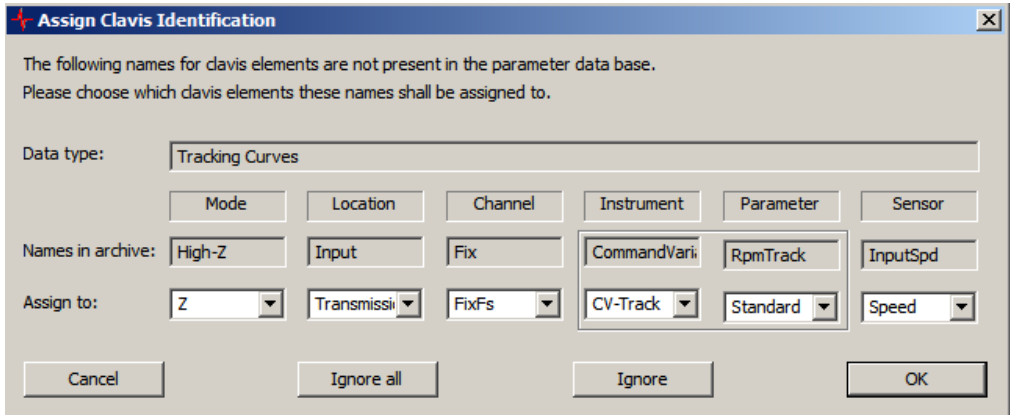 Assign Clavis Identification
The following names for clavis elements are not present in the parameter data base.
Please choose which clavis elements these names shall be assigned to.
Data type: Tracking Curves
Mode Location Channel Instrument Parameter Sensor
Names in archive: High-Z Input Fix CommandVaria RpmTrack InputSpd
Assign to: Z Transmissi FixFs CV-Track Standard Speed
Cancel Ignore all Ignore OK